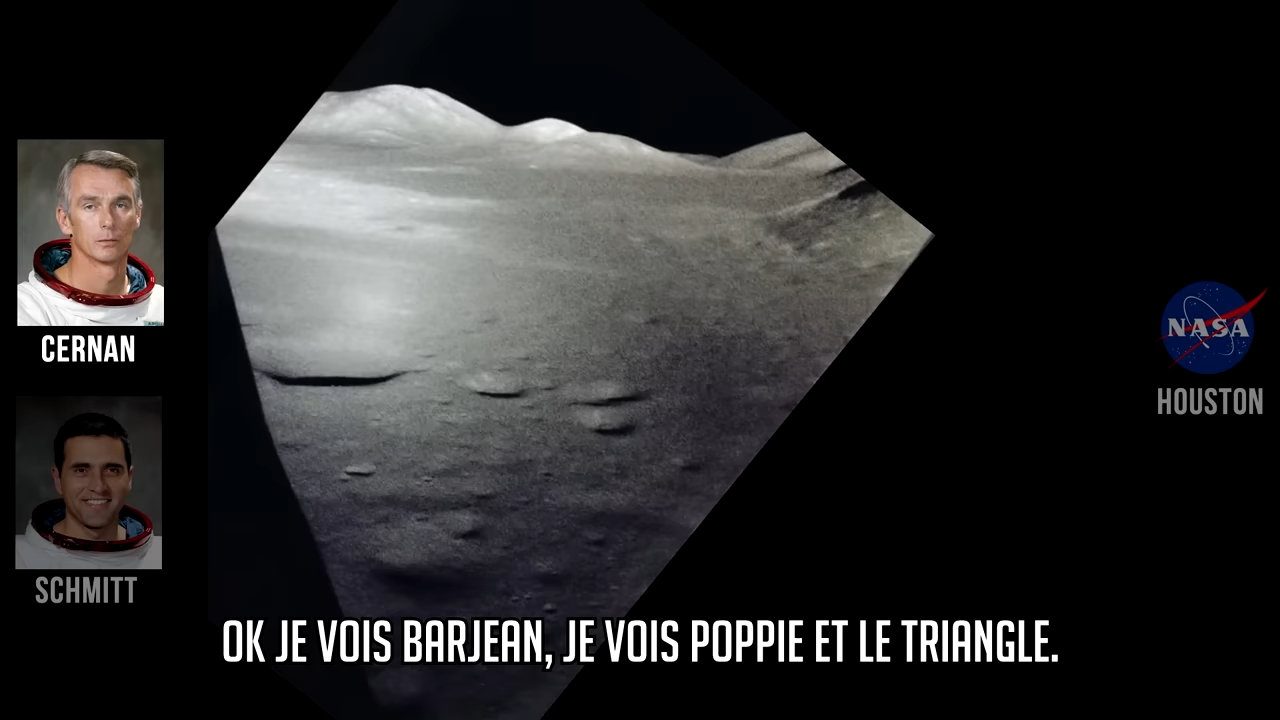 CERNAN
SCHMITT
NASA
HOUSTON
OK JE VOIS BARJEAN, JE VOIS POPPIE ET LE TRIANGLE.